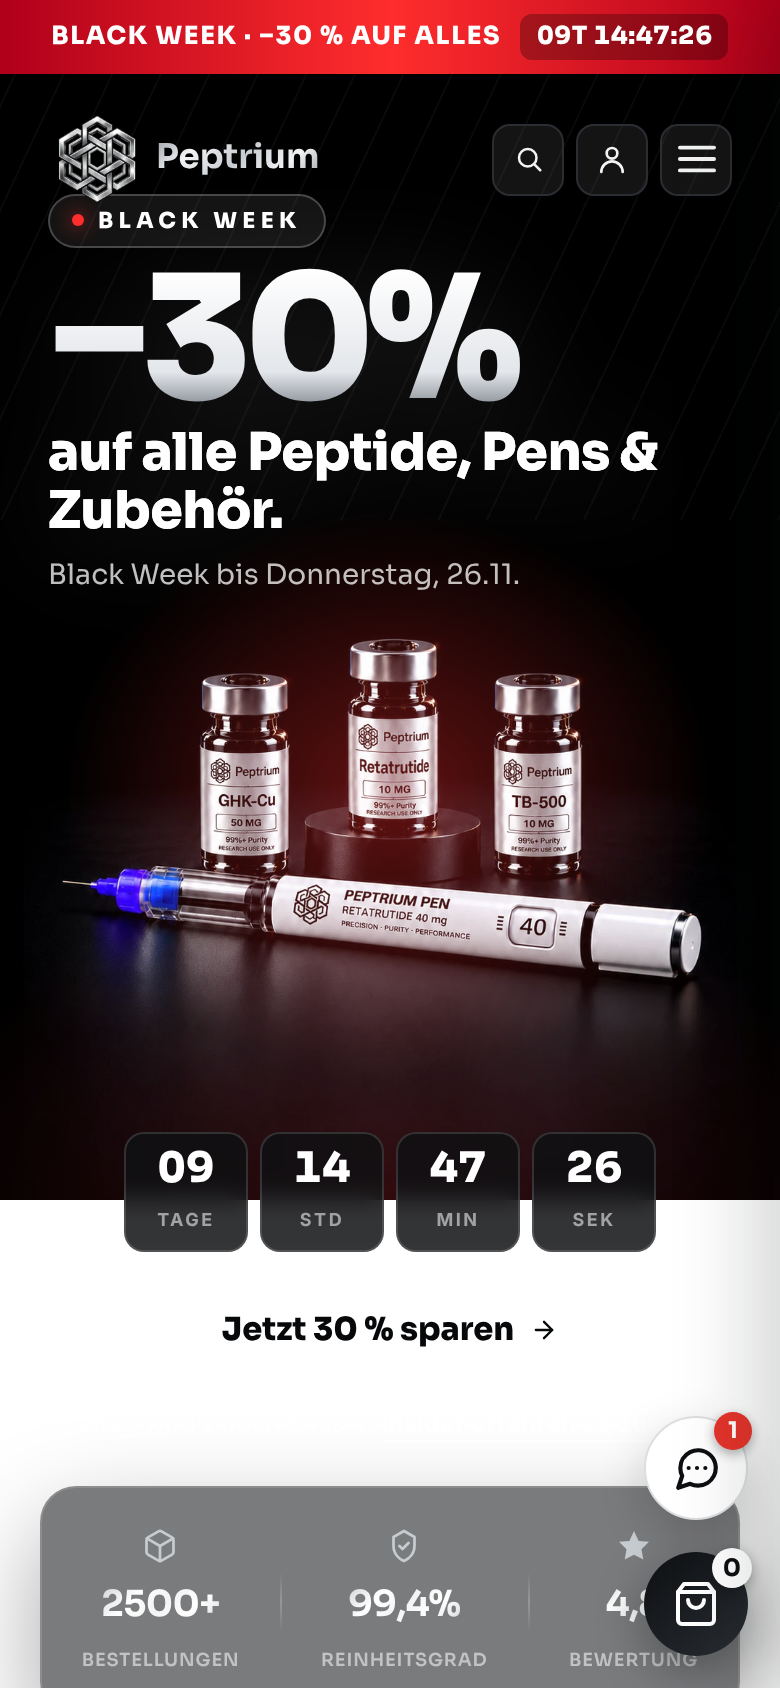 BLACK WEEK · −30 % AUF ALLES
09T 14:47:26
Peptrium
BLACK WEEK
−30%
auf alle Peptide, Pens &
Zubehör.
Black Week bis Donnerstag, 26.11.
Peptrium
Retatrutide
10 MG
99%+ Purity
RESEARCH USE ONLY
Peptrium
GHK-Cu
50 MG
99%+ Purity
RESEARCH USE ONLY
Peptrium
TB-500
10 MG
99%+ Purity
RESEARCH USE ONLY
PEPTRIUM PEN
RETATRUTIDE 40 mg
PRECISION · PURITY · PERFORMANCE
40
09 14 47 26
TAGE STD MIN SEK
Jetzt 30 % sparen →
1
0
2500+ 99,4%
BESTELLUNGEN REINHEITSGRAD BEWERTUNG